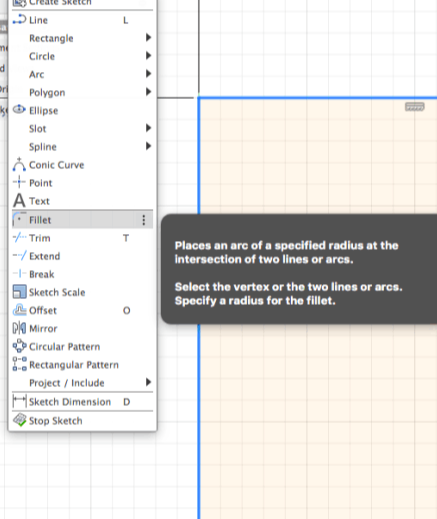 Create Sketch
Line L
Rectangle
Circle
Arc
Polygon
Ellipse
Slot
Spline
Conic Curve
Point
Text
Fillet
Trim T
Extend
Break
Sketch Scale
Offset O
Mirror
Circular Pattern
Rectangular Pattern
Project / Include
Sketch Dimension D
Stop Sketch
Places an arc of a specified radius at the
intersection of two lines or arcs.
Select the vertex or the two lines or arcs.
Specify a radius for the fillet.